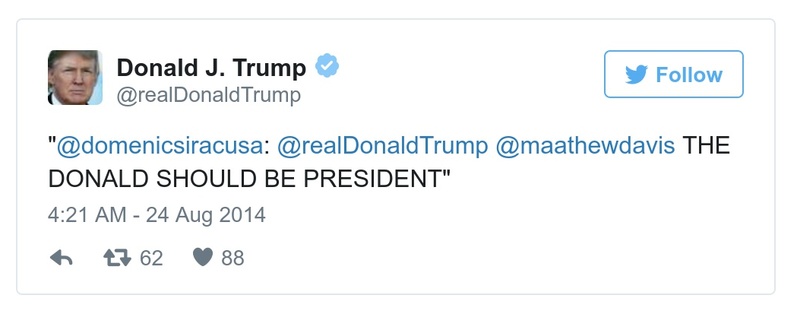 Donald J. Trump
@realDonaldTrump
Follow
"@domenicsiracusa: @realDonaldTrump @maathewdavis THE
DONALD SHOULD BE PRESIDENT"
4:21 AM - 24 Aug 2014
62 88